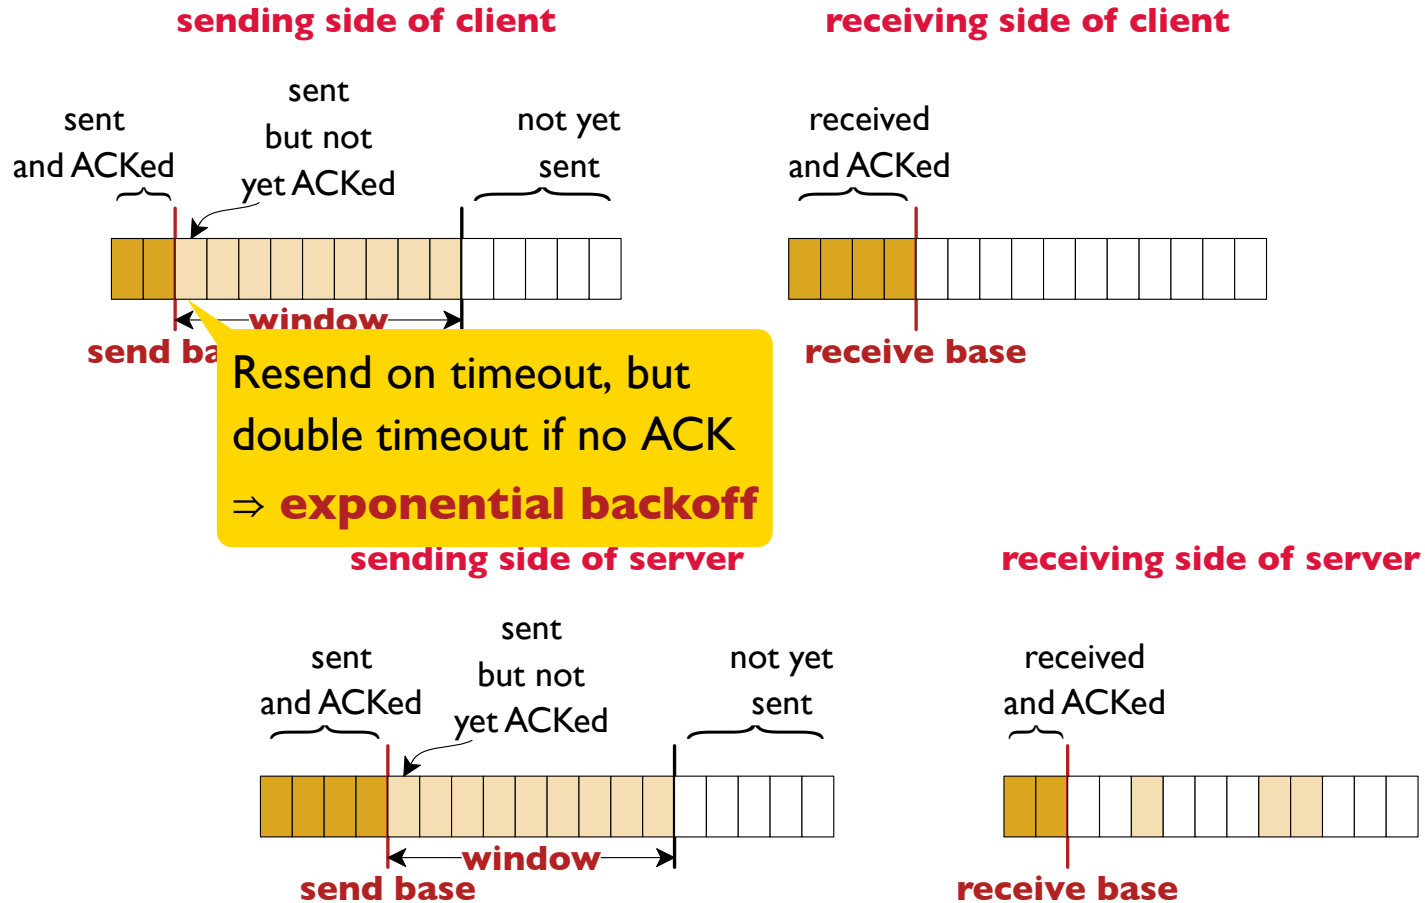 sending side of client
receiving side of client
sent
and ACKed
sent
but not
yet ACKed
not yet
sent
received
and ACKed
window
send ba
receive base
Resend on timeout, but
double timeout if no ACK
⇒ exponential backoff
sending side of server
receiving side of server
sent
and ACKed
sent
but not
yet ACKed
not yet
sent
received
and ACKed
window
send base
receive base